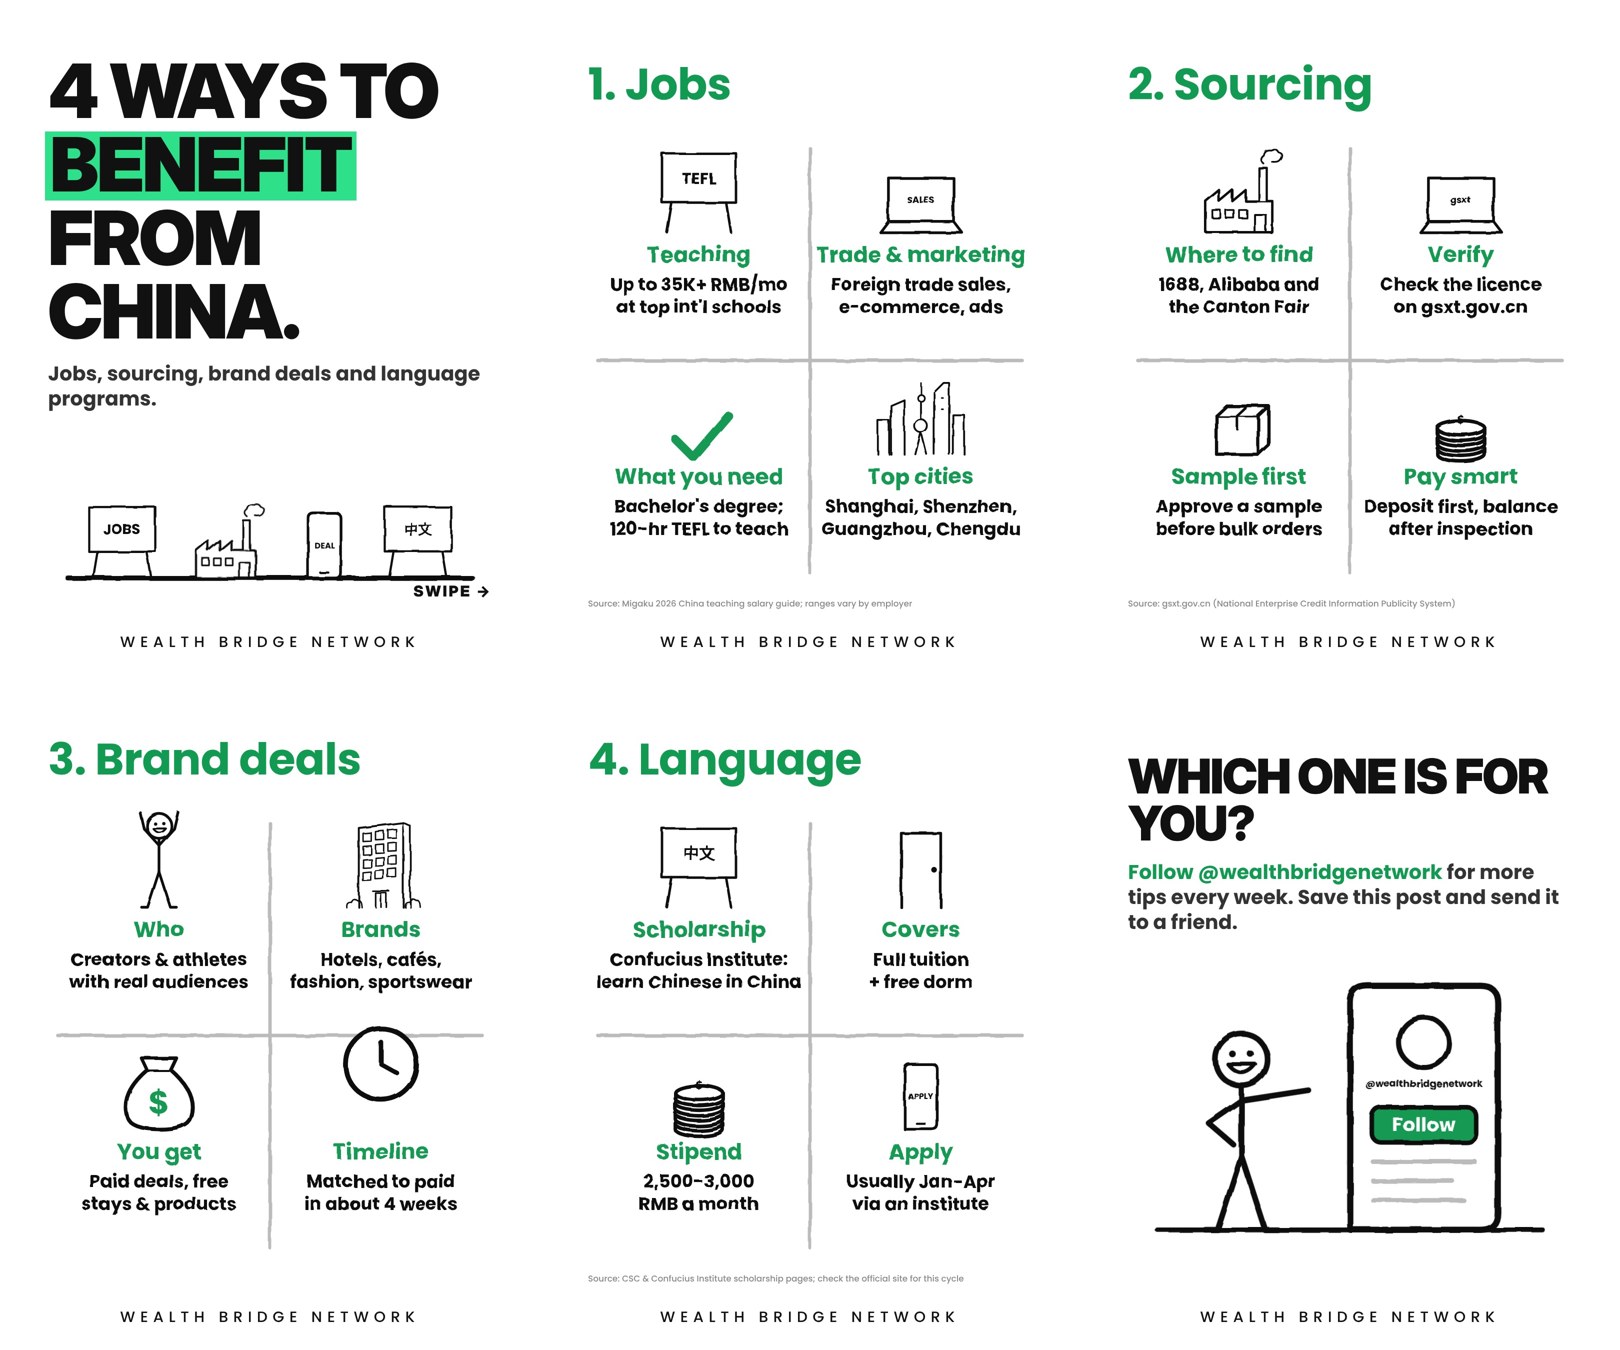 4 WAYS TO
BENEFIT
FROM
CHINA.
Jobs, sourcing, brand deals and language
programs.
JOBS
DEAL
中文
SWIPE →
WEALTH BRIDGE NETWORK
1. Jobs
TEFL
Teaching
Up to 35K+ RMB/mo
at top int'l schools
SALES
Trade & marketing
Foreign trade sales,
e-commerce, ads
What you need
Bachelor's degree;
120-hr TEFL to teach
Top cities
Shanghai, Shenzhen,
Guangzhou, Chengdu
Source: Migaku 2026 China teaching salary guide; ranges vary by employer
WEALTH BRIDGE NETWORK
2. Sourcing
Where to find
1688, Alibaba and
the Canton Fair
gsxt
Verify
Check the licence
on gsxt.gov.cn
Sample first
Approve a sample
before bulk orders
$
Pay smart
Deposit first, balance
after inspection
Source: gsxt.gov.cn (National Enterprise Credit Information Publicity System)
WEALTH BRIDGE NETWORK
3. Brand deals
Who
Creators & athletes
with real audiences
Brands
Hotels, cafés,
fashion, sportswear
$
You get
Paid deals, free
stays & products
Timeline
Matched to paid
in about 4 weeks
WEALTH BRIDGE NETWORK
4. Language
中文
Scholarship
Confucius Institute:
learn Chinese in China
Covers
Full tuition
+ free dorm
$
Stipend
2,500-3,000
RMB a month
APPLY
Apply
Usually Jan-Apr
via an institute
Source: CSC & Confucius Institute scholarship pages; check the official site for this cycle
WEALTH BRIDGE NETWORK
WHICH ONE IS FOR
YOU?
Follow @wealthbridgenetwork for more
tips every week. Save this post and send it
to a friend.
@wealthbridgenetwork
Follow
WEALTH BRIDGE NETWORK